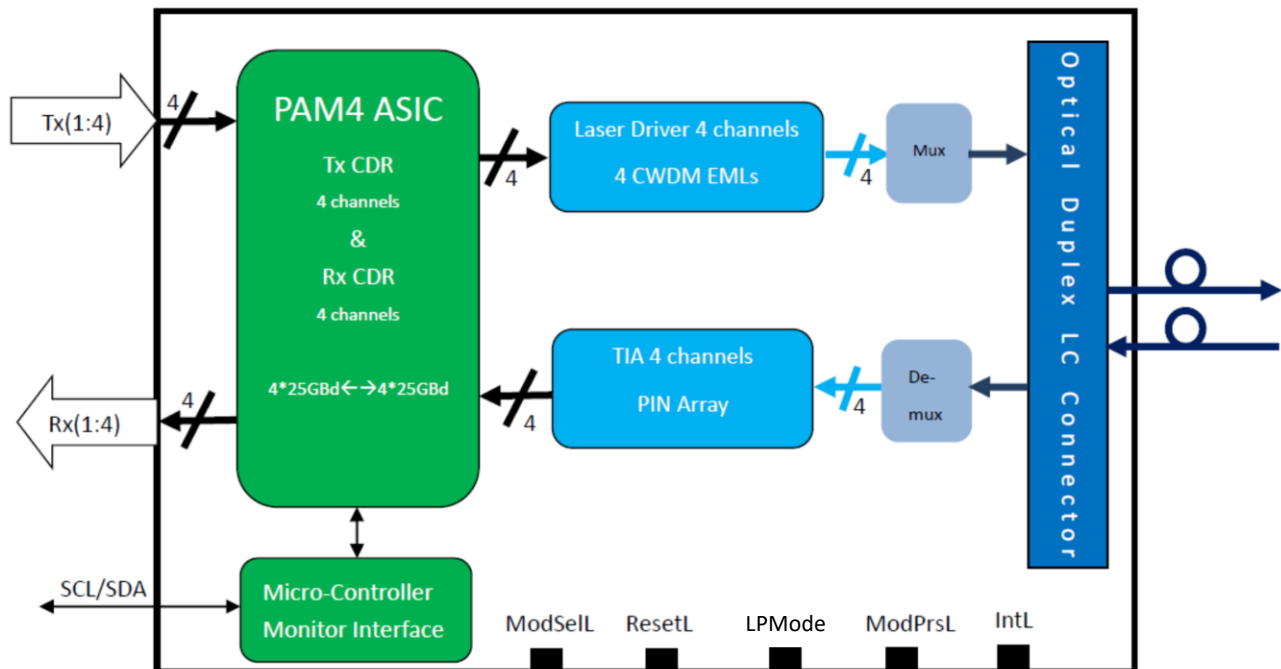 Tx(1:4)
4
PAM4 ASIC
Tx CDR
4 channels
&
Rx CDR
4 channels
4*25GBd←→4*25GBd
4
Laser Driver 4 channels
4 CWDM EMLs
4
Mux
Optical Duplex LC Connector
TIA 4 channels
PIN Array
4
De-
mux
4
Rx(1:4)
4
SCL/SDA
Micro-Controller
Monitor Interface
ModSelL
ResetL
LPMode
ModPrsL
IntL